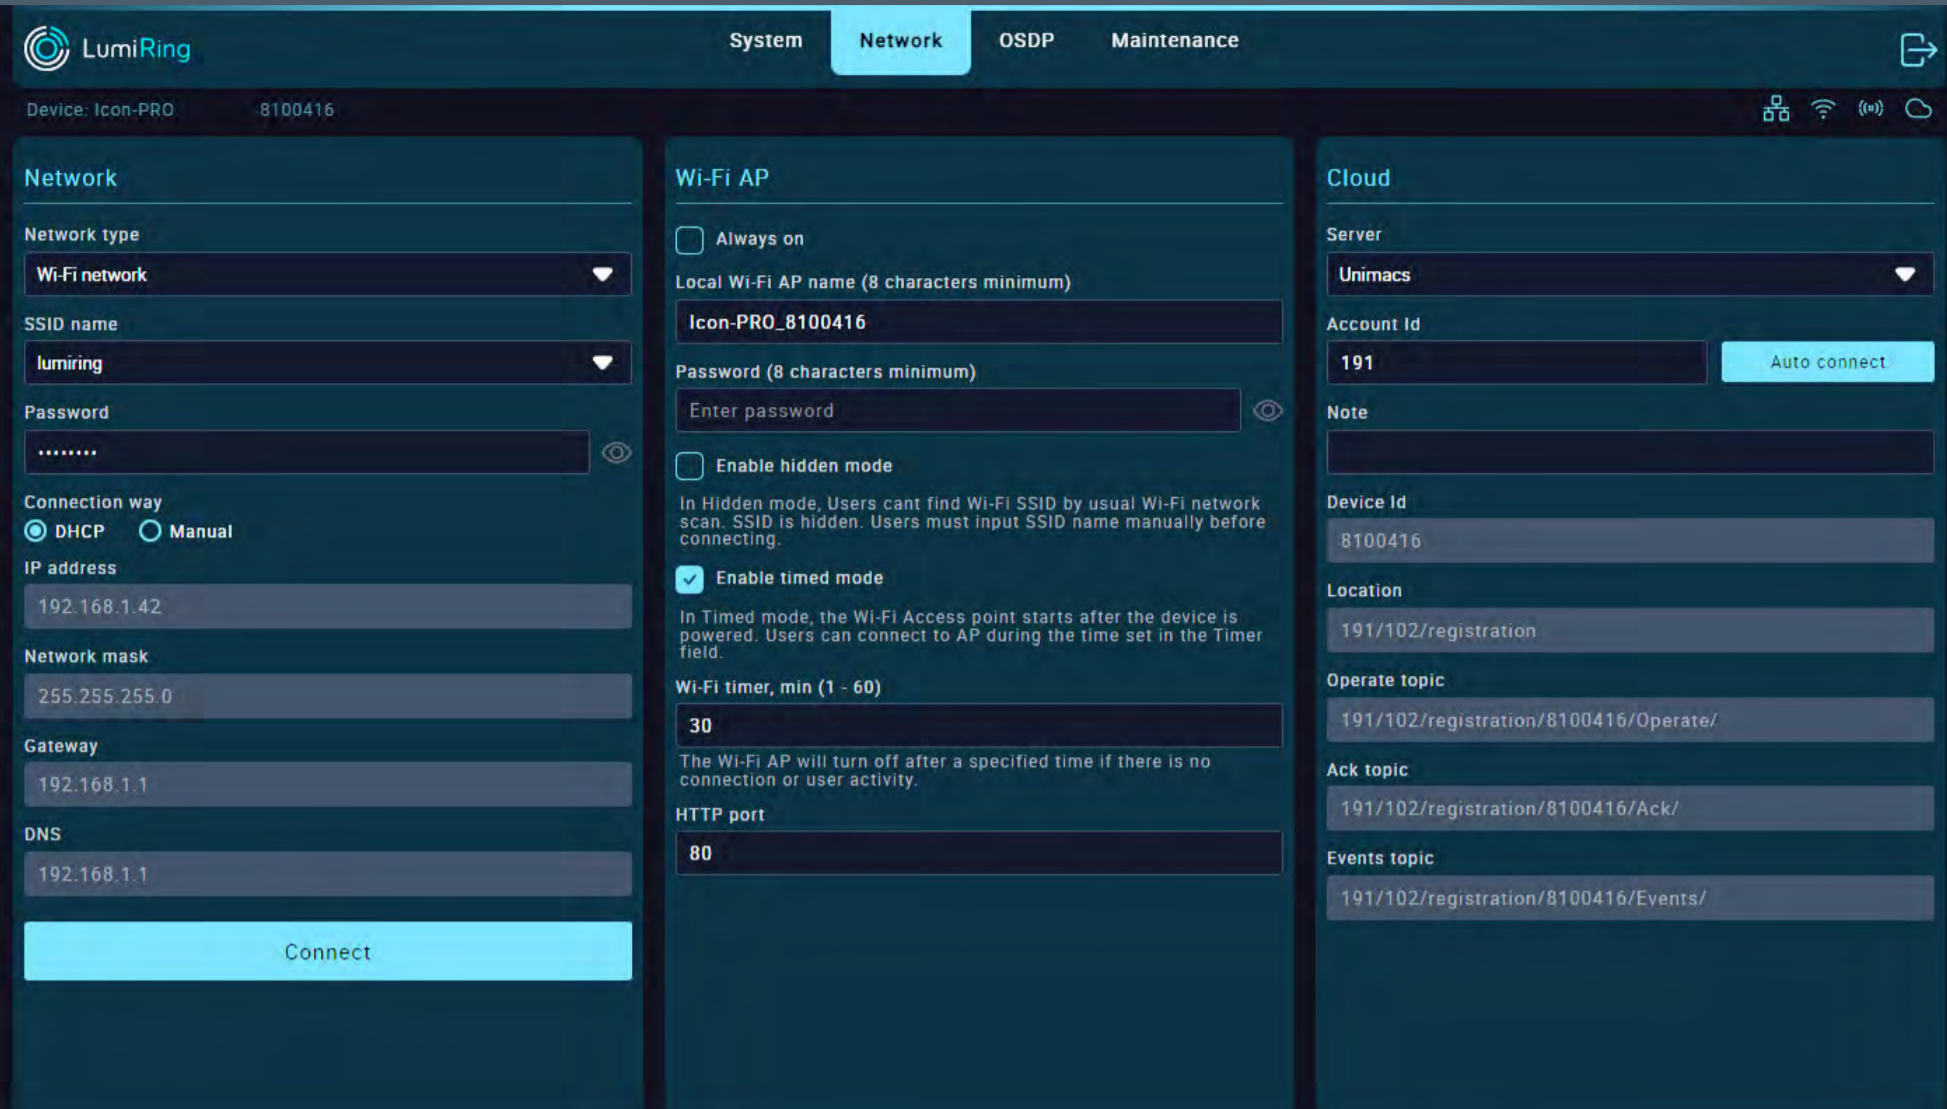 LumiRing
System
Network
OSDP
Maintenance
Device: Icon-PRO
8100416
Network
Network type
Wi-Fi network
SSID name
lumiring
Password
••••••••
Connection way
DHCP
Manual
IP address
192.168.1.42
Network mask
255.255.255.0
Gateway
192.168.1.1
DNS
192.168.1.1
Connect
Wi-Fi AP
Always on
Local Wi-Fi AP name (8 characters minimum)
Icon-PRO_8100416
Password (8 characters minimum)
Enter password
Enable hidden mode
In Hidden mode, Users cant find Wi-Fi SSID by usual Wi-Fi network
scan. SSID is hidden. Users must input SSID name manually before
connecting.
Enable timed mode
In Timed mode, the Wi-Fi Access point starts after the device is
powered. Users can connect to AP during the time set in the Timer
field.
Wi-Fi timer, min (1 - 60)
30
The Wi-Fi AP will turn off after a specified time if there is no
connection or user activity.
HTTP port
80
Cloud
Server
Unimacs
Account Id
191
Auto connect
Note
Device Id
8100416
Location
191/102/registration
Operate topic
191/102/registration/8100416/Operate/
Ack topic
191/102/registration/8100416/Ack/
Events topic
191/102/registration/8100416/Events/